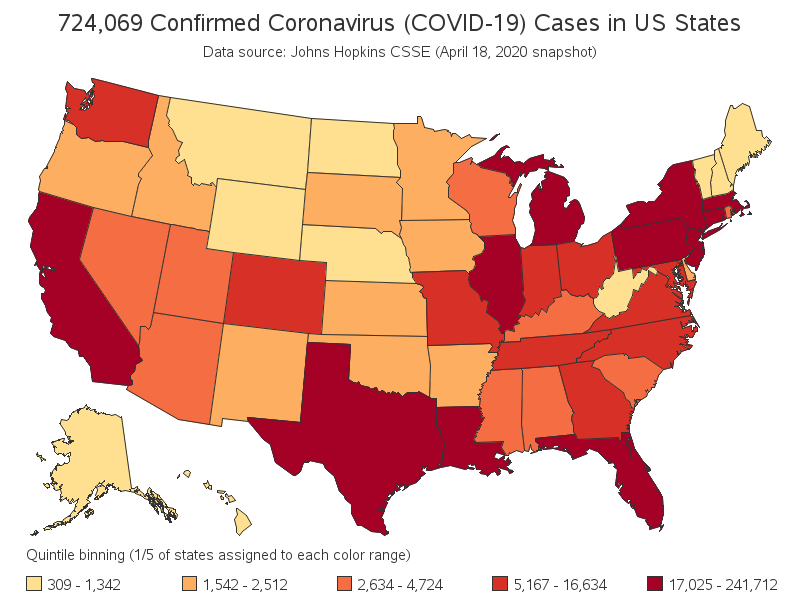 724,069 Confirmed Coronavirus (COVID-19) Cases in US States
Data source: Johns Hopkins CSSE (April 18, 2020 snapshot)
Quintile binning (1/5 of states assigned to each color range)
309 - 1,342 1,542 - 2,512 2,634 - 4,724 5,167 - 16,634 17,025 - 241,712